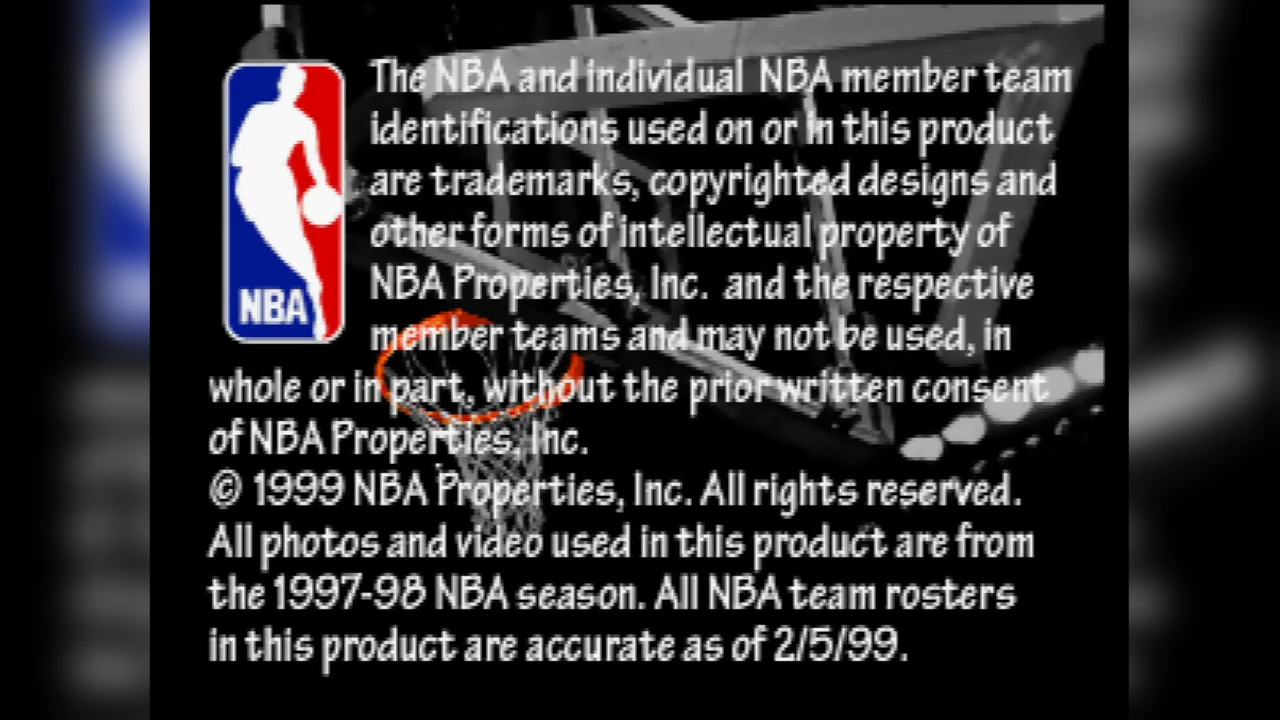 The NBA and individual NBA member team
identifications used on or in this product
are trademarks, copyrighted designs and
other forms of intellectual property of
NBA Properties, Inc. and the respective
NBA
member teams and may not be used, in
whole or in part, without the prior written consent
of NBA Properties, Inc.
© 1999 NBA Properties, Inc. All rights reserved.
All photos and video used in this product are from
the 1997-98 NBA season. All NBA team rosters
in this product are accurate as of 2/5/99.